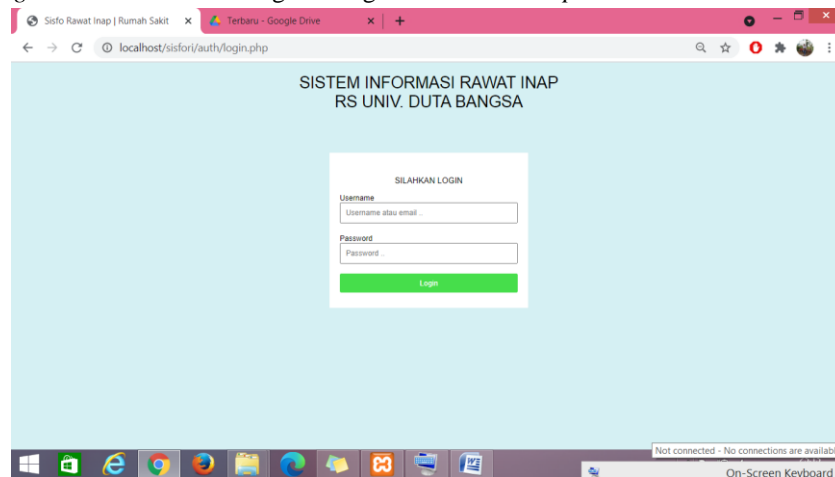 Sisfo Rawat Inap | Rumah Sakit
Terbaru - Google Drive
localhost/sisfori/auth/login.php
SISTEM INFORMASI RAWAT INAP
RS UNIV. DUTA BANGSA
SILAHKAN LOGIN
Username
Username atau email ..
Password
Password ..
Login
Not connected - No connections are availabl
On-Screen Keyboard